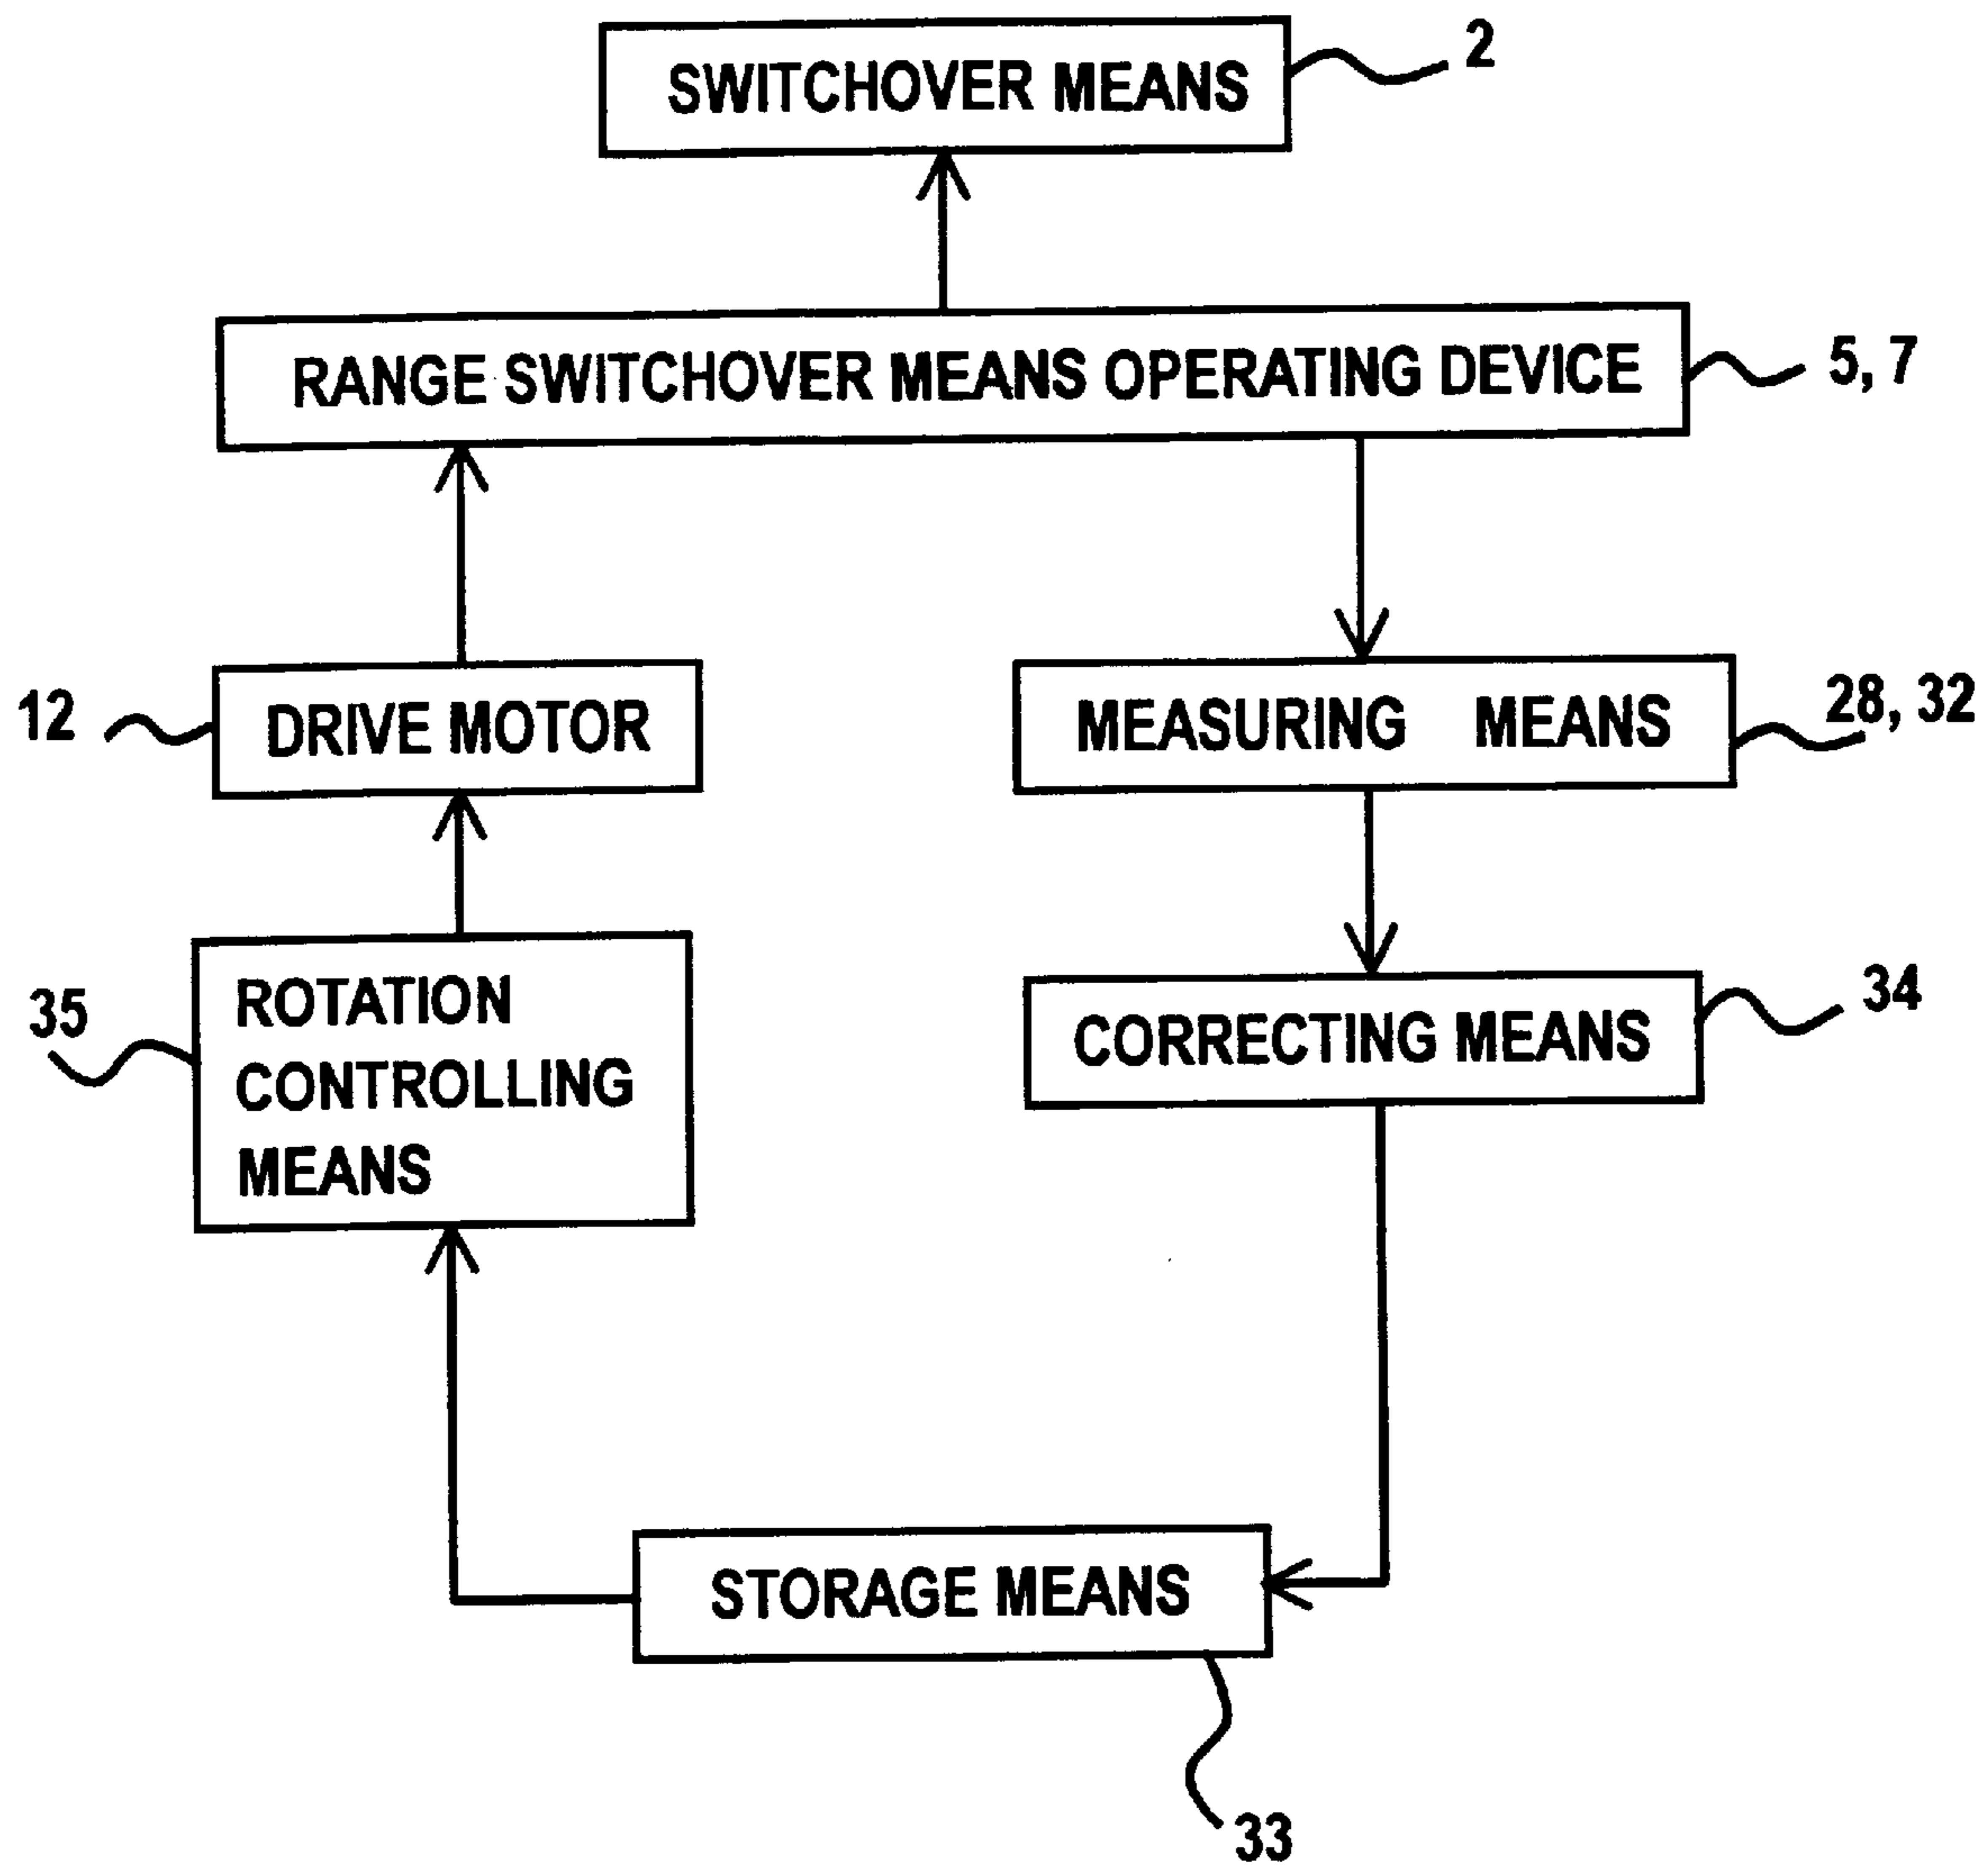 SWITCHOVER MEANS
2
RANGE SWITCHOVER MEANS OPERATING DEVICE
5, 7
12
DRIVE MOTOR
MEASURING MEANS
28, 32
35
ROTATION
CONTROLLING
MEANS
CORRECTING MEANS
34
STORAGE MEANS
33